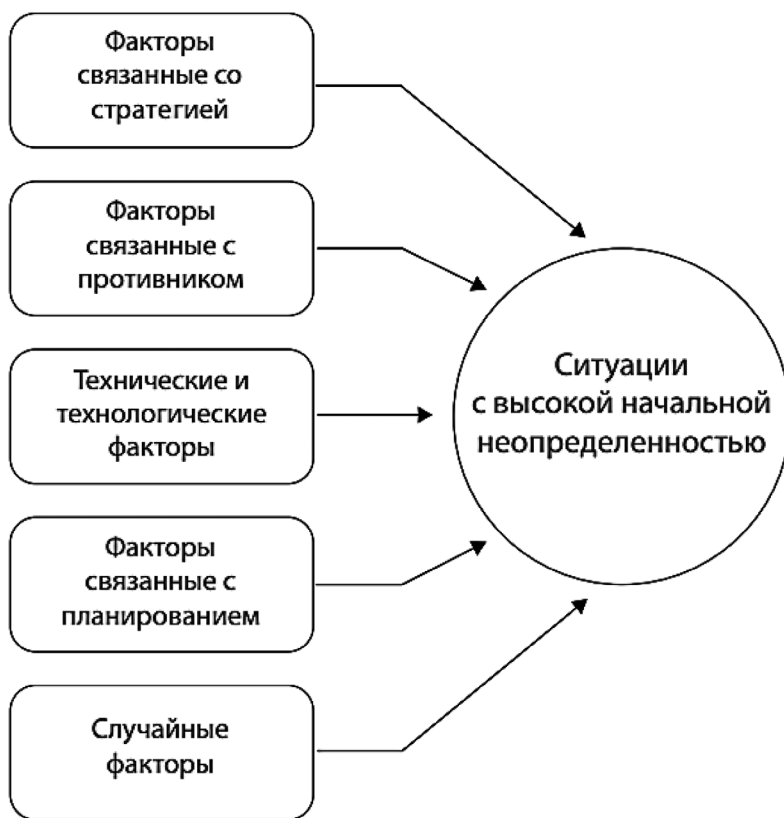 Факторы
связанные со
стратегией
Факторы
связанные с
противником
Технические и
технологические
факторы
Факторы
связанные с
планированием
Случайные
факторы
Ситуации
с высокой начальной
неопределенностью